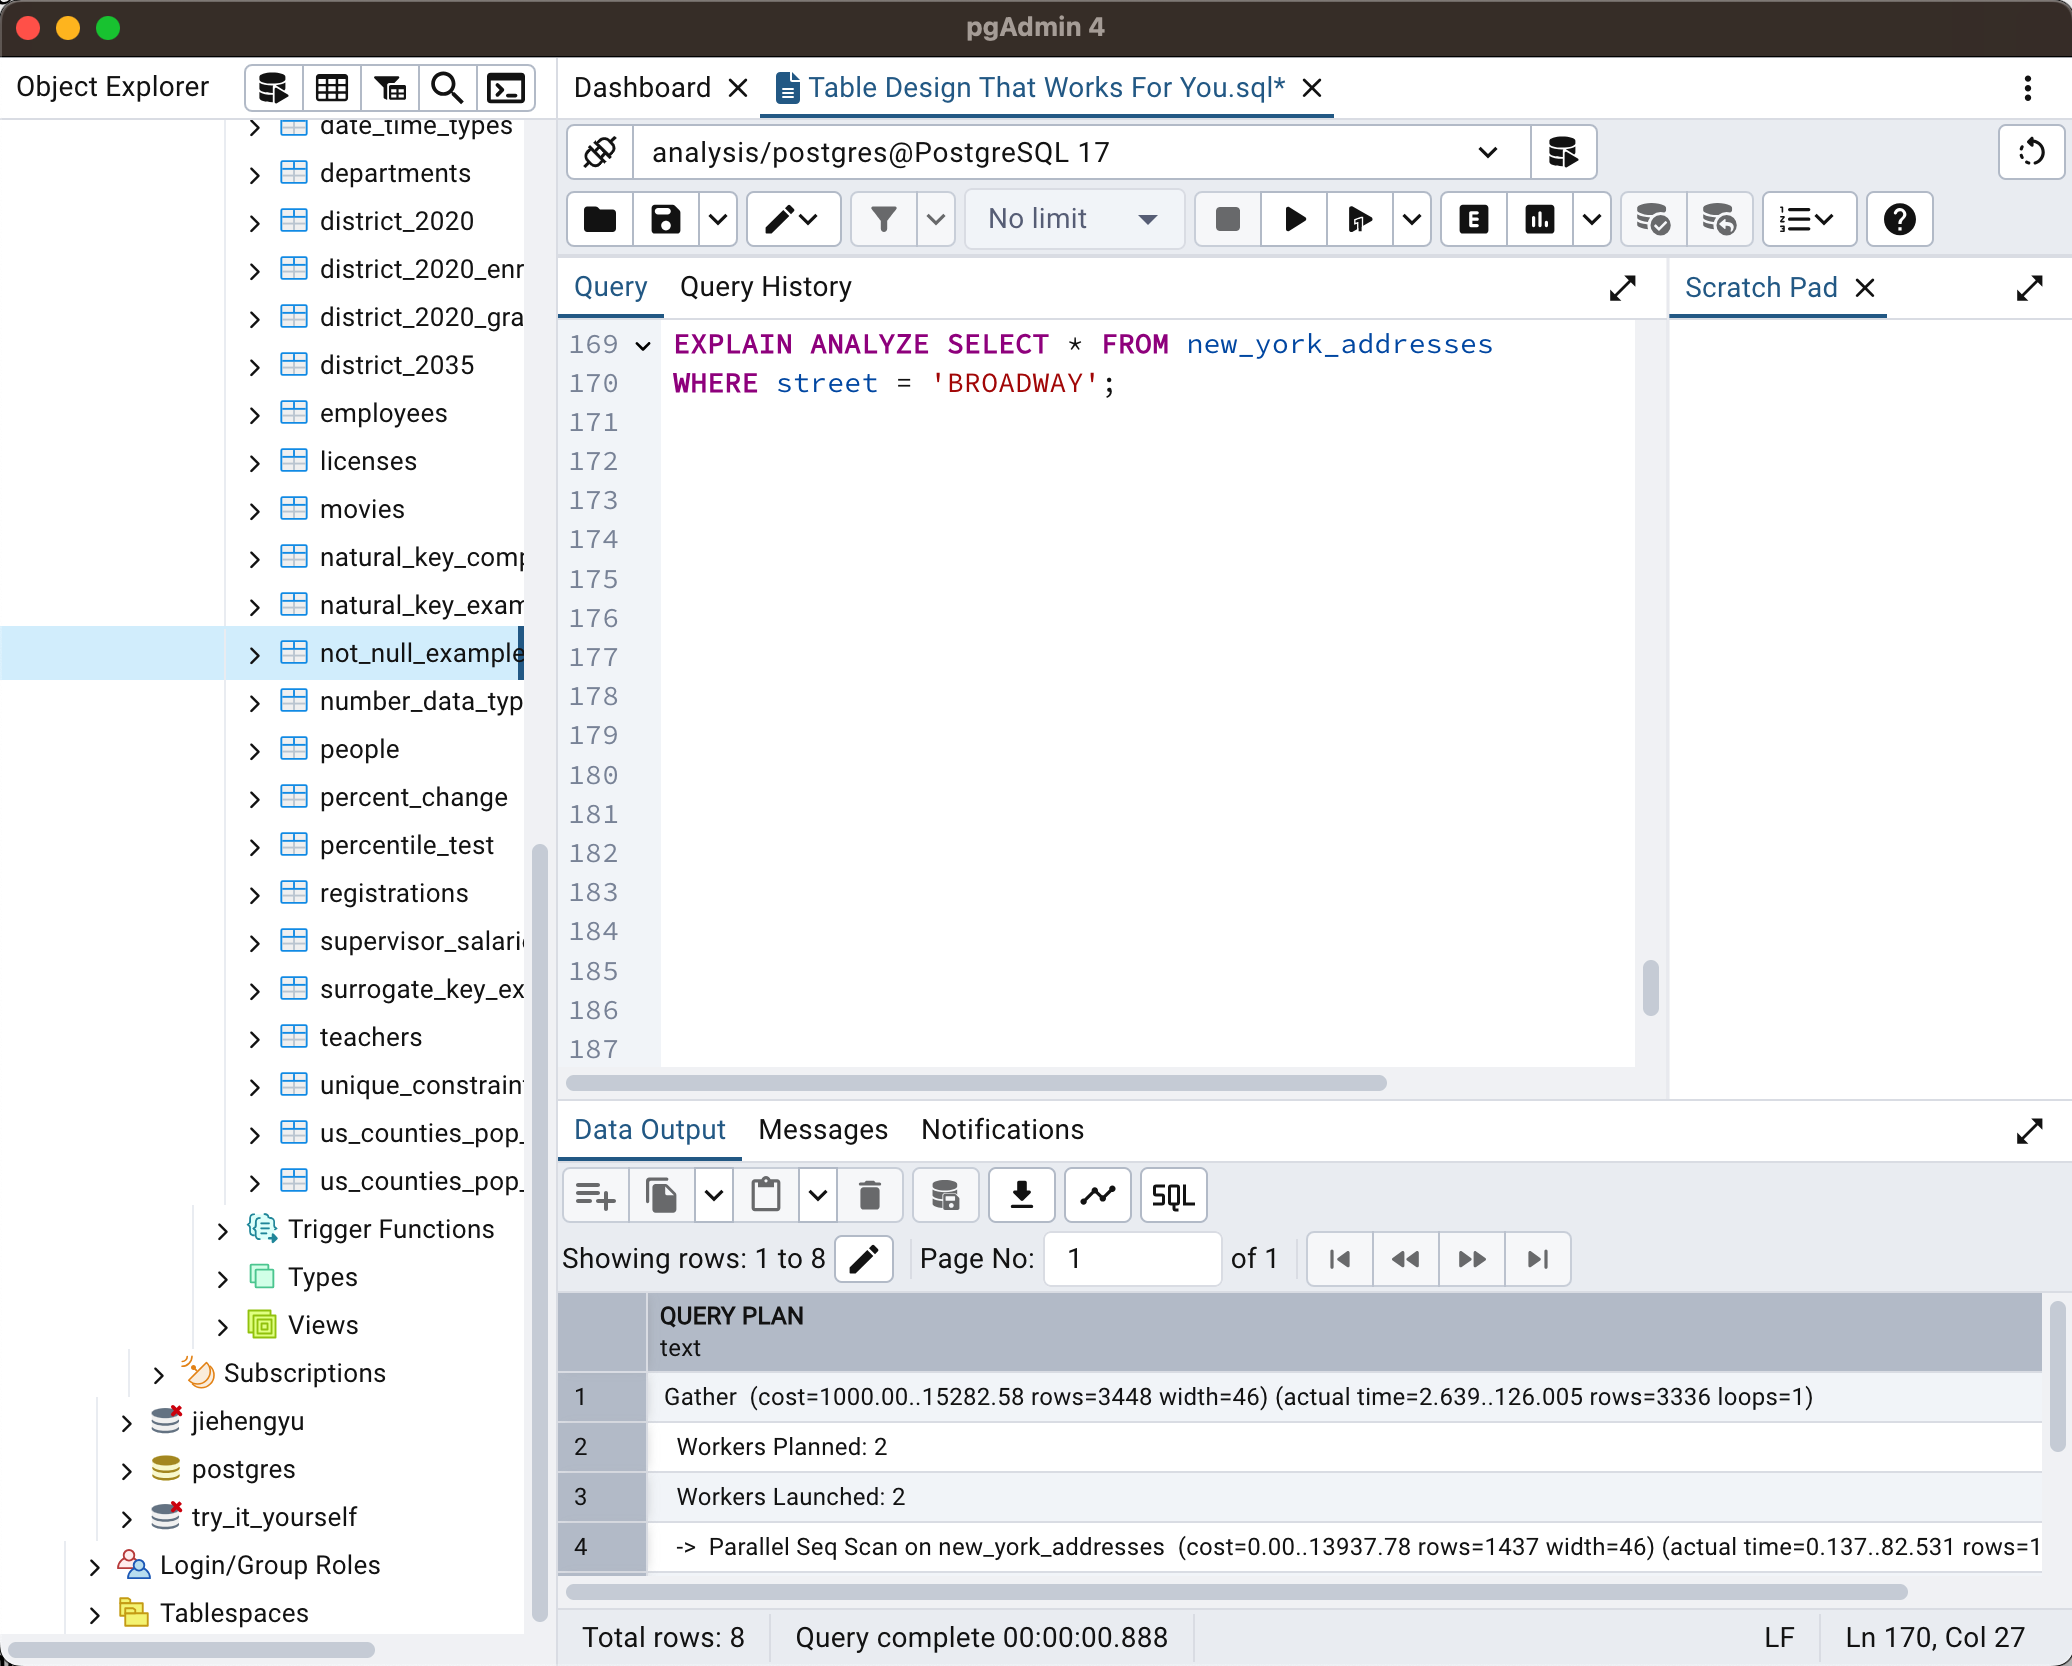 pgAdmin 4
Object Explorer
Dashboard
Table Design That Works For You.sql*
analysis/postgres@PostgreSQL 17
No limit
E
Query
Query History
Scratch Pad
date_time_types
departments
district_2020
district_2020_enr
district_2020_gra
district_2035
employees
licenses
movies
natural_key_comp
natural_key_exam
not_null_example
number_data_typ
people
percent_change
percentile_test
registrations
supervisor_salari
surrogate_key_ex
teachers
unique_constrain
us_counties_pop_
us_counties_pop_
Trigger Functions
Types
Views
Subscriptions
jiehengyu
postgres
try_it_yourself
Login/Group Roles
Tablespaces
169 EXPLAIN ANALYZE SELECT * FROM new_york_addresses
170 WHERE street = 'BROADWAY';
171
172
173
174
175
176
177
178
179
180
181
182
183
184
185
186
187
Data Output
Messages
Notifications
SQL
Showing rows: 1 to 8
Page No: 1 of 1
QUERY PLAN
text
1 Gather (cost=1000.00..15282.58 rows=3448 width=46) (actual time=2.639..126.005 rows=3336 loops=1)
2 Workers Planned: 2
3 Workers Launched: 2
4 -> Parallel Seq Scan on new_york_addresses (cost=0.00..13937.78 rows=1437 width=46) (actual time=0.137..82.531 rows=1
Total rows: 8
Query complete 00:00:00.888
LF
Ln 170, Col 27